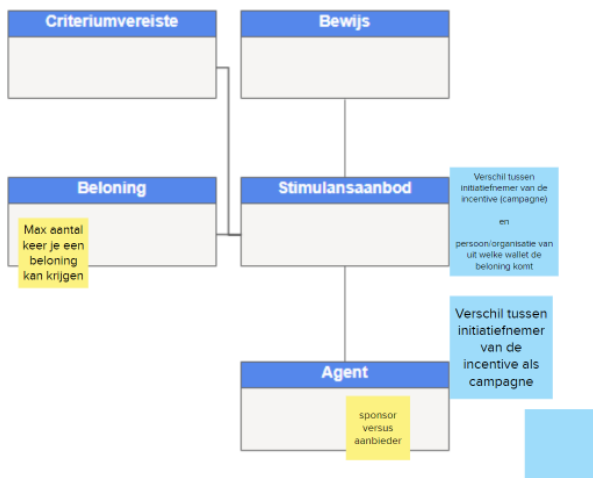 Criteriumvereiste
Bewijs
Beloning
Max aantal
keer je een
beloning
kan krijgen
Stimulansaanbod
Verschil tussen
initiatiefnemer van de
incentive (campagne)
en
persoon/organisatie van
uit welke wallet de
beloning komt
Verschil tussen
initiatiefnemer
van de
incentive als
campagne
Agent
sponsor
versus
aanbieder